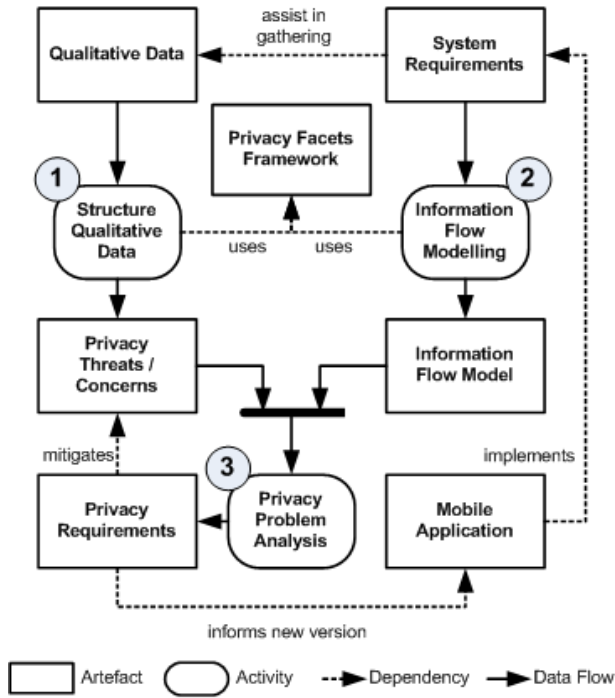 assist in
gathering
Qualitative Data
System
Requirements
Privacy Facets
Framework
1
Structure
Qualitative
Data
2
Information
Flow
Modelling
uses
uses
Privacy
Threats /
Concerns
Information
Flow Model
mitigates
3
implements
Privacy
Requirements
Privacy
Problem
Analysis
Mobile
Application
informs new version
Artefact
Activity
Dependency
Data Flow